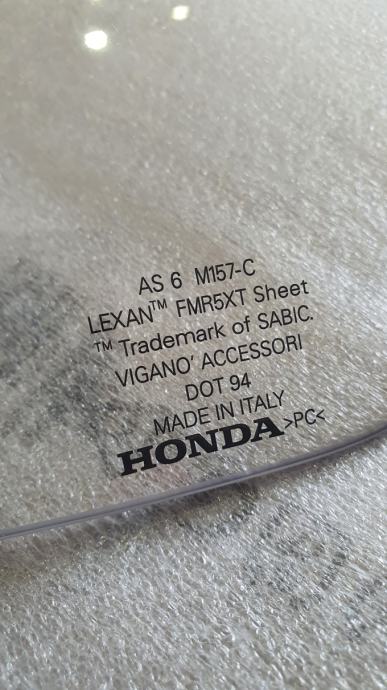 AS 6 M157-C
LEXAN™ FMR5XT Sheet
™ Trademark of SABIC.
VIGANO' ACCESSORI
DOT 94
MADE IN ITALY
HONDA >PC<